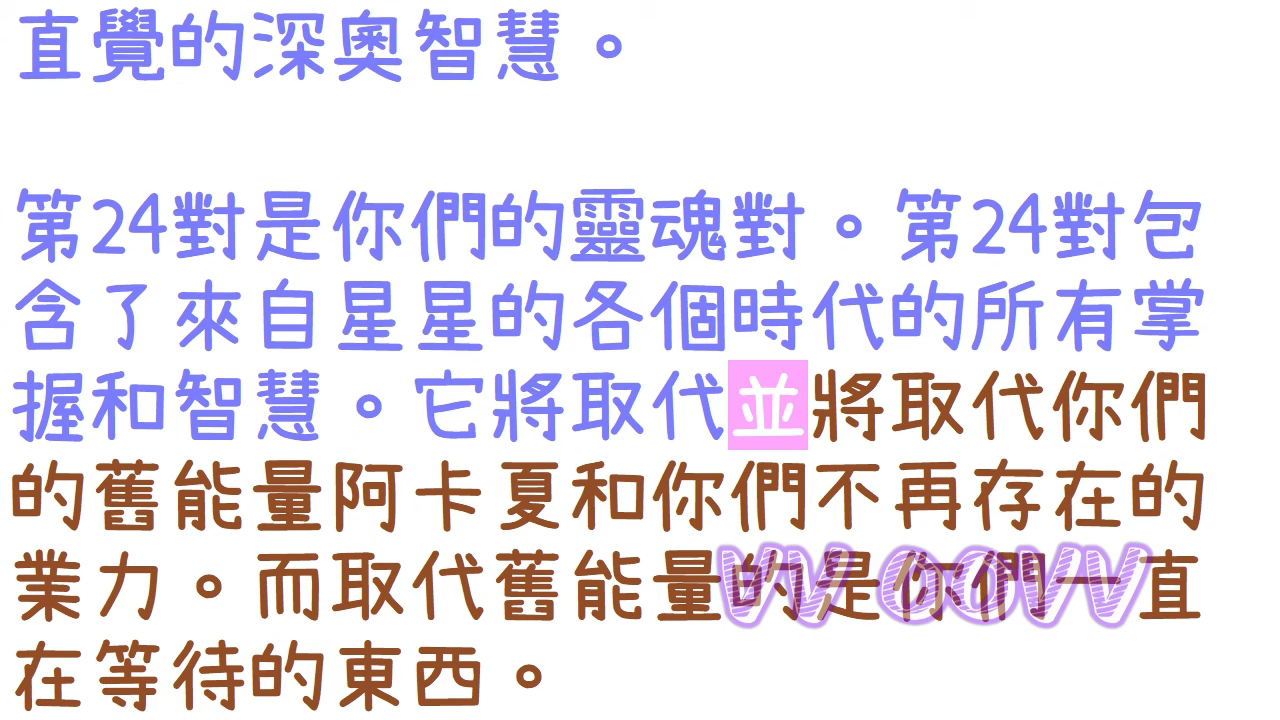 直覺的深奧智慧。
第24對是你們的靈魂對。第24對包
含了來自星星的各個時代的所有掌
握和智慧。它將取代並將取代你們
的舊能量阿卡夏和你們不再存在的
業力。而取代舊能量的是你們一直
在等待的東西。
VV OOVV